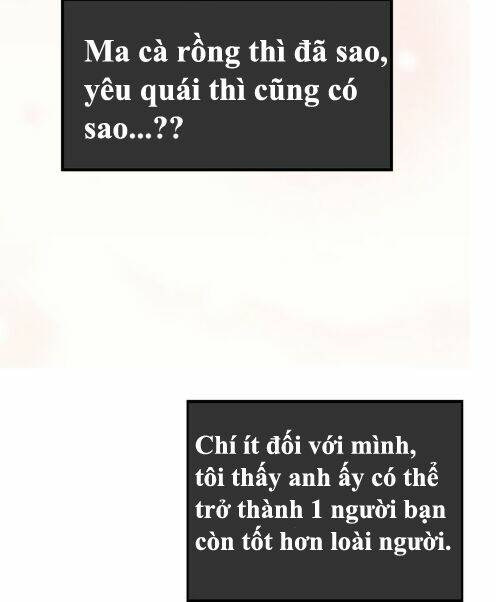 Ma cà rồng thì đã sao,
yêu quái thì cũng có
sao...??
Chí ít đối với mình,
tôi thấy anh ấy có thể
trở thành 1 người bạn
còn tốt hơn loài người.